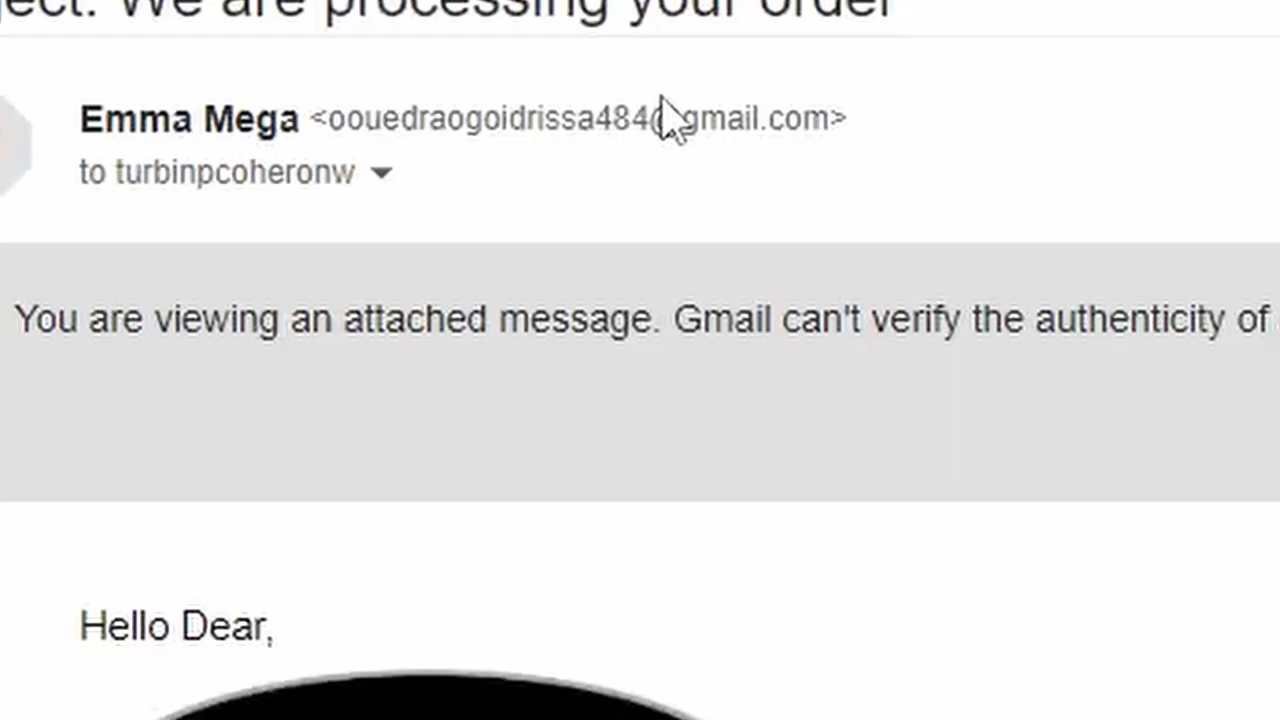 ject: We are processing your order
Emma Mega <oouedraogoidrissa484@gmail.com>
to turbinpcoheronw
You are viewing an attached message. Gmail can't verify the authenticity of
Hello Dear,